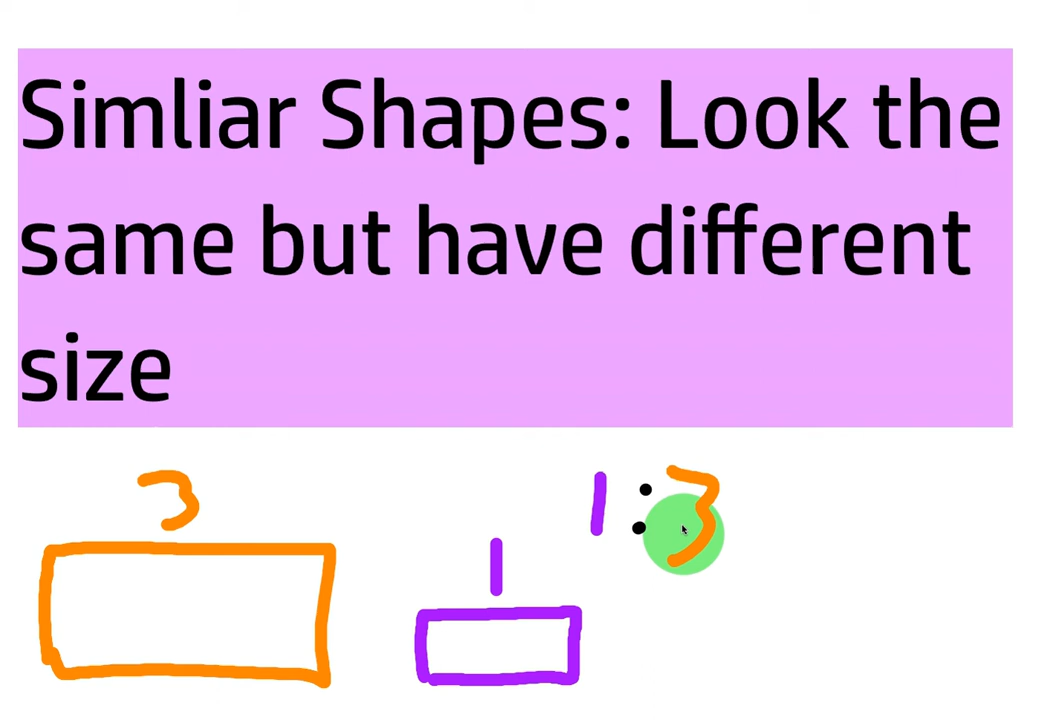 Simliar Shapes: Look the
same but have different
size
3
1 : 3
1